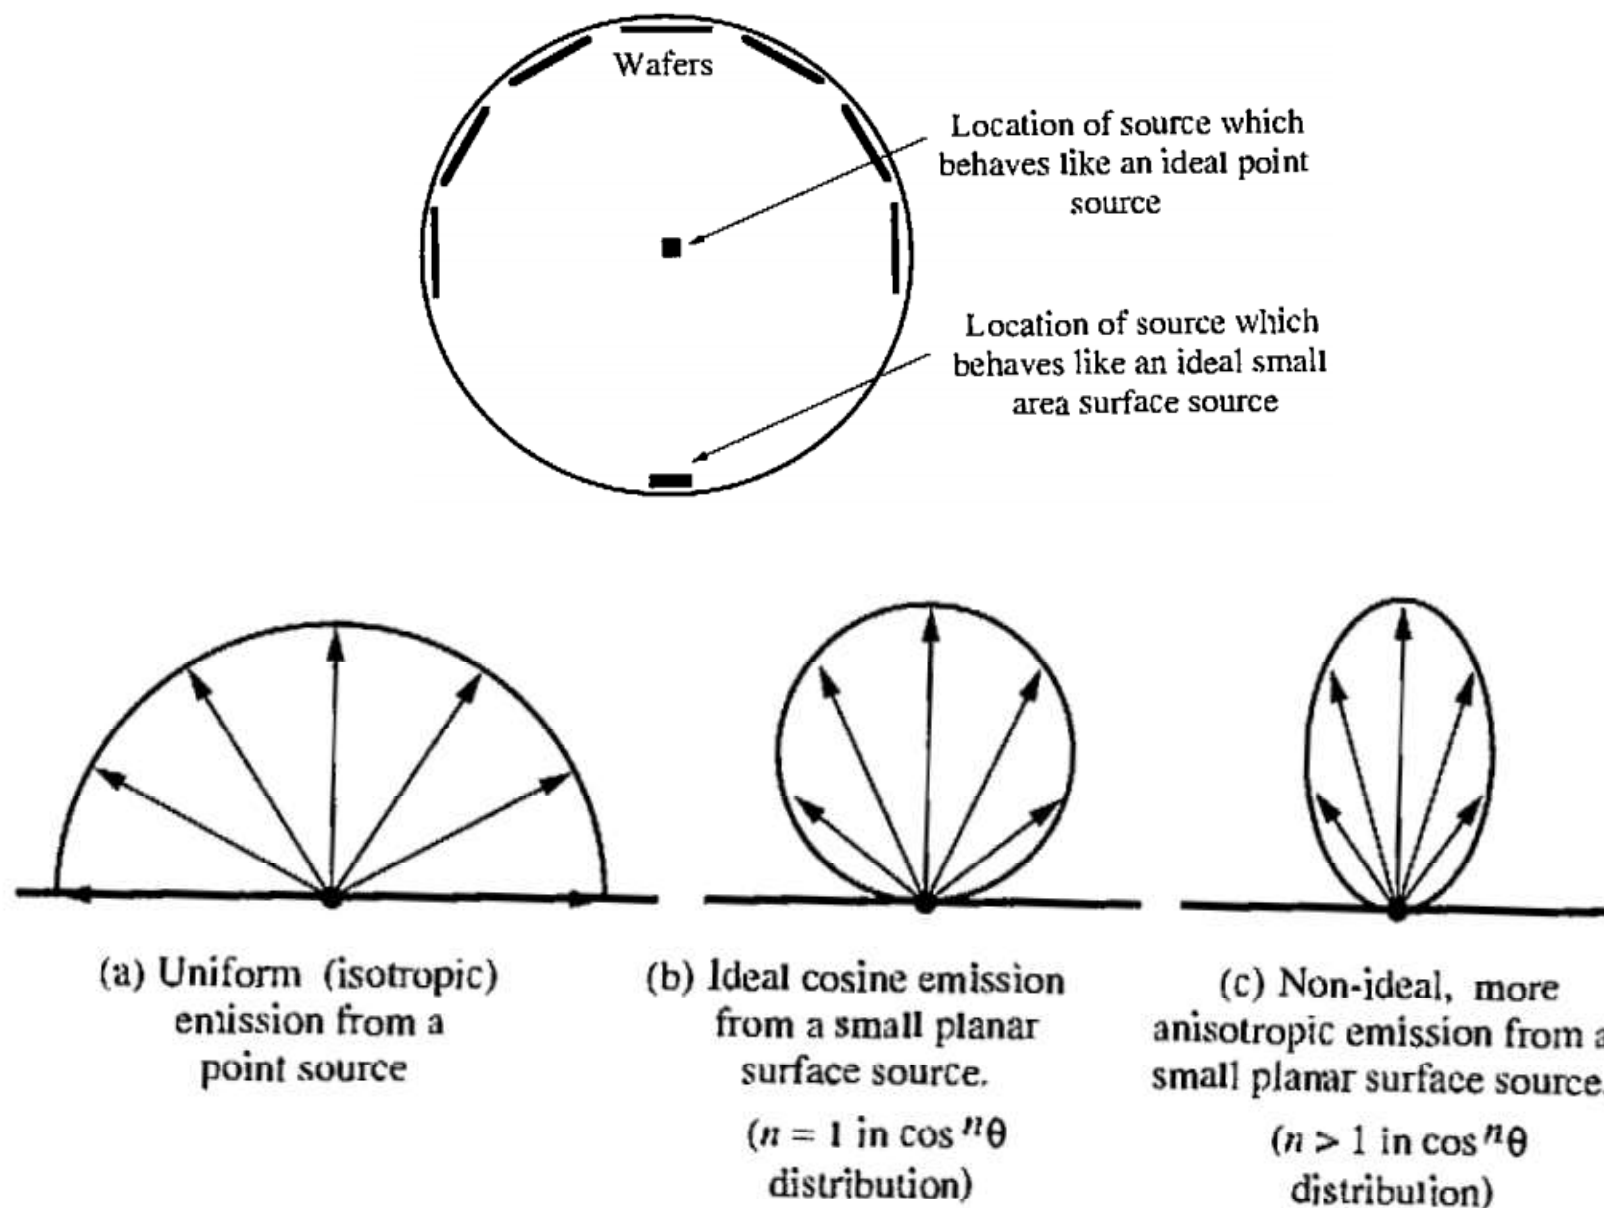 Wafers
Location of source which
behaves like an ideal point
source
Location of source which
behaves like an ideal small
area surface source
(a) Uniform (isotropic)
emission from a
point source
(b) Ideal cosine emission
from a small planar
surface source.
(n = 1 in cos ⁿθ
distribution)
(c) Non-ideal, more
anisotropic emission from a
small planar surface source.
(n > 1 in cos ⁿθ
distribution)